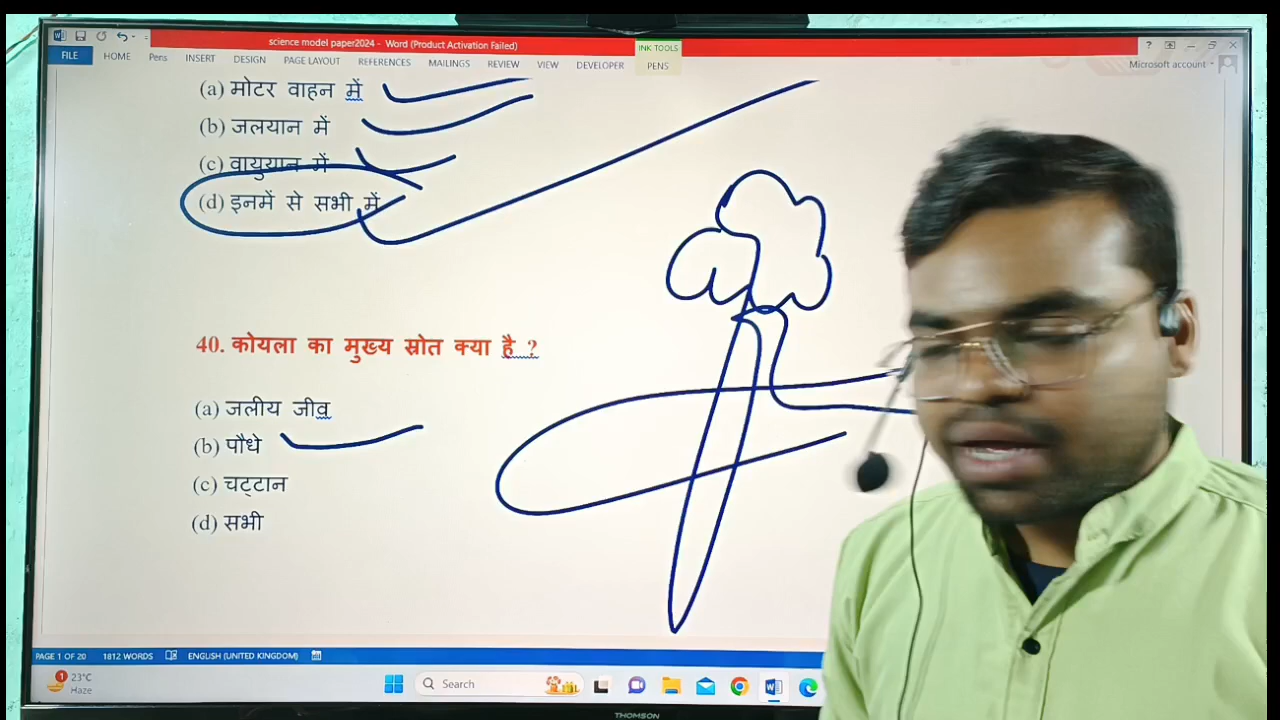 science model paper2024 - Word (Product Activation Failed)
INK TOOLS
FILE HOME Pens INSERT DESIGN PAGE LAYOUT REFERENCES MAILINGS REVIEW VIEW DEVELOPER PENS
Microsoft account
(a) मोटर वाहन में
(b) जलयान में
(c) वायुयान में
(d) इनमें से सभी में
40. कोयला का मुख्य स्रोत क्या है ?
(a) जलीय जीव
(b) पौधे
(c) चट्टान
(d) सभी
PAGE 1 OF 20 1812 WORDS ENGLISH (UNITED KINGDOM)
1
23°C
Haze
Search
THOMSON